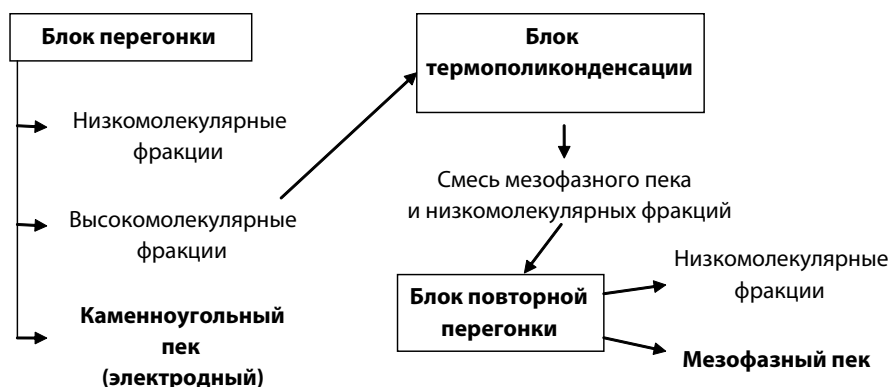 Блок перегонки
Низкомолекулярные
фракции
Высокомолекулярные
фракции
Каменноугольный
пек
(электродный)
Блок
термополиконденсации
Смесь мезофазного пека
и низкомолекулярных фракций
Блок повторной
перегонки
Низкомолекулярные
фракции
Мезофазный пек